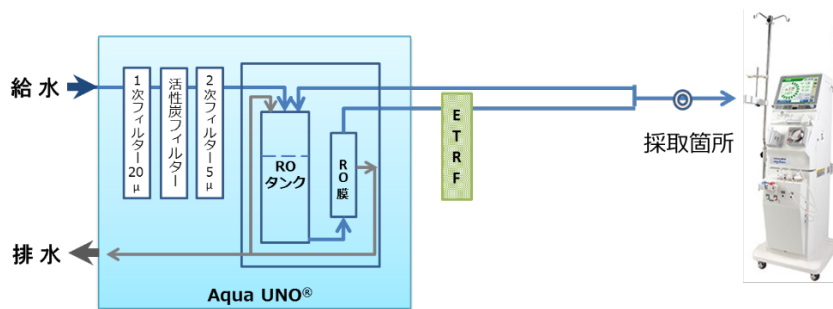 給水
1次フィルター20μ
活性炭フィルター
2次フィルター5μ
RO
タンク
RO膜
ETRF
採取箇所
排水
Aqua UNO®